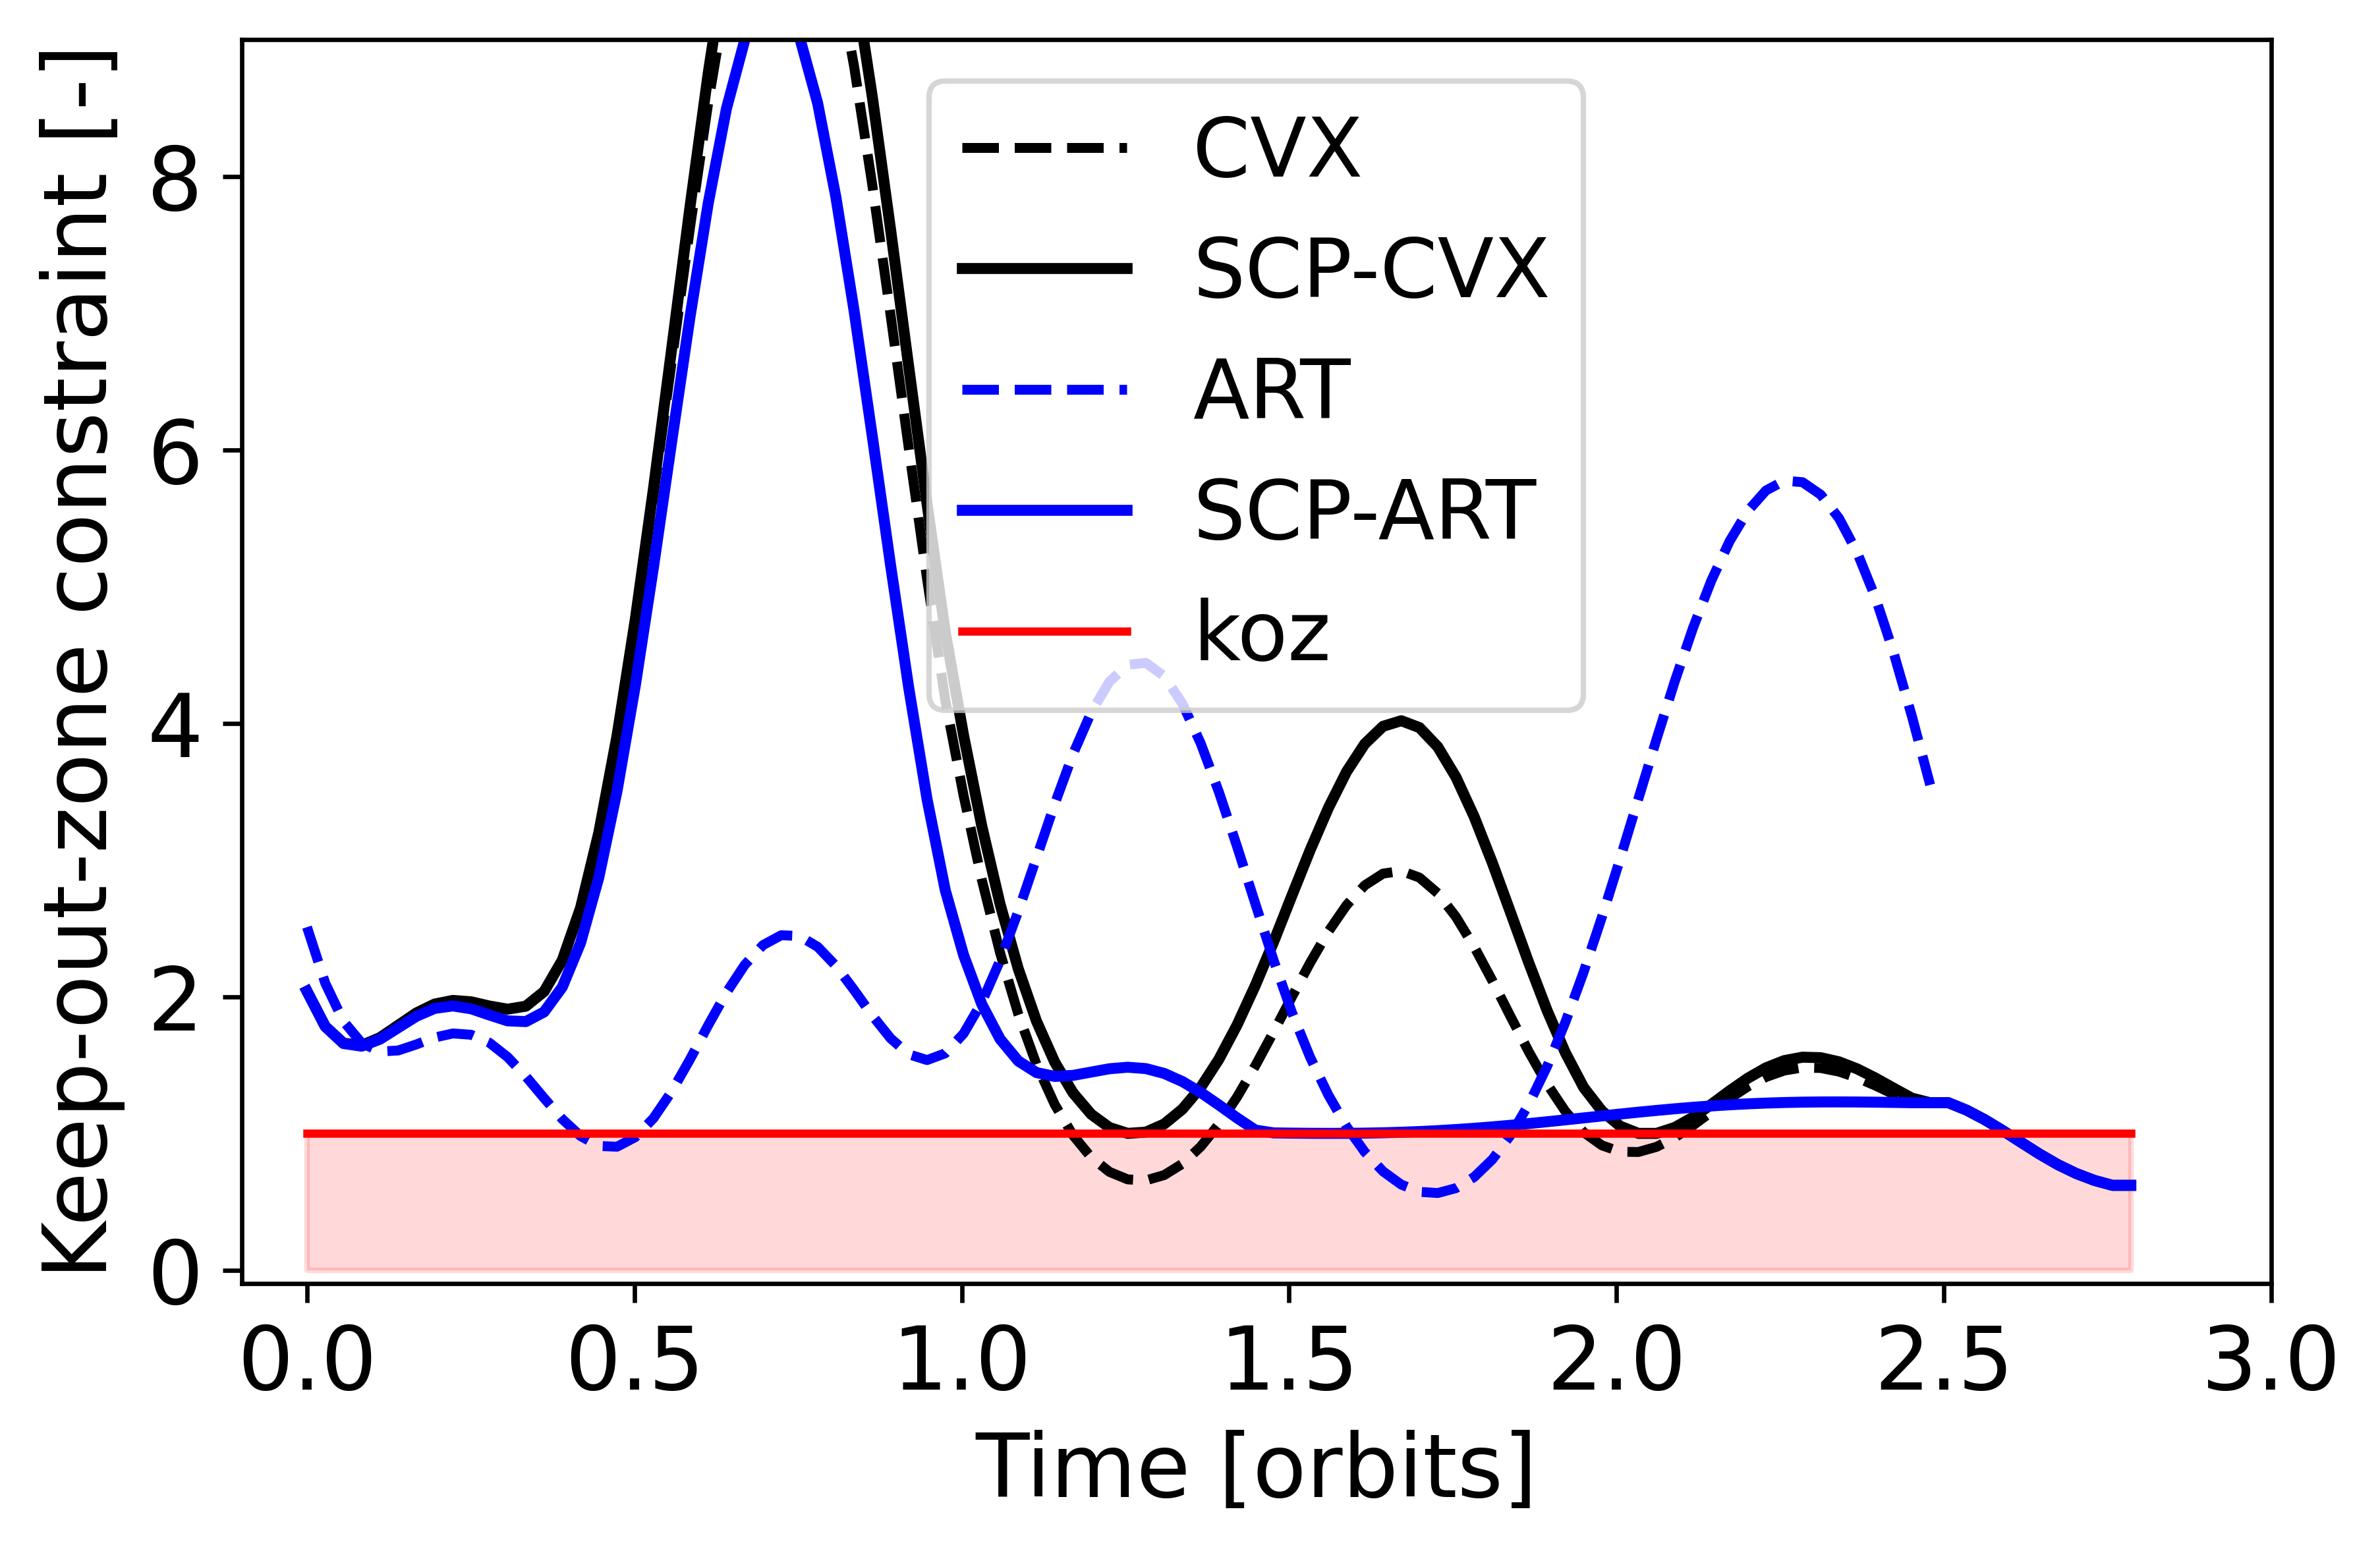 Keep-out-zone constraint [-]
8
6
4
2
0
CVX
SCP-CVX
ART
SCP-ART
koz
0.0 0.5 1.0 1.5 2.0 2.5 3.0
Time [orbits]